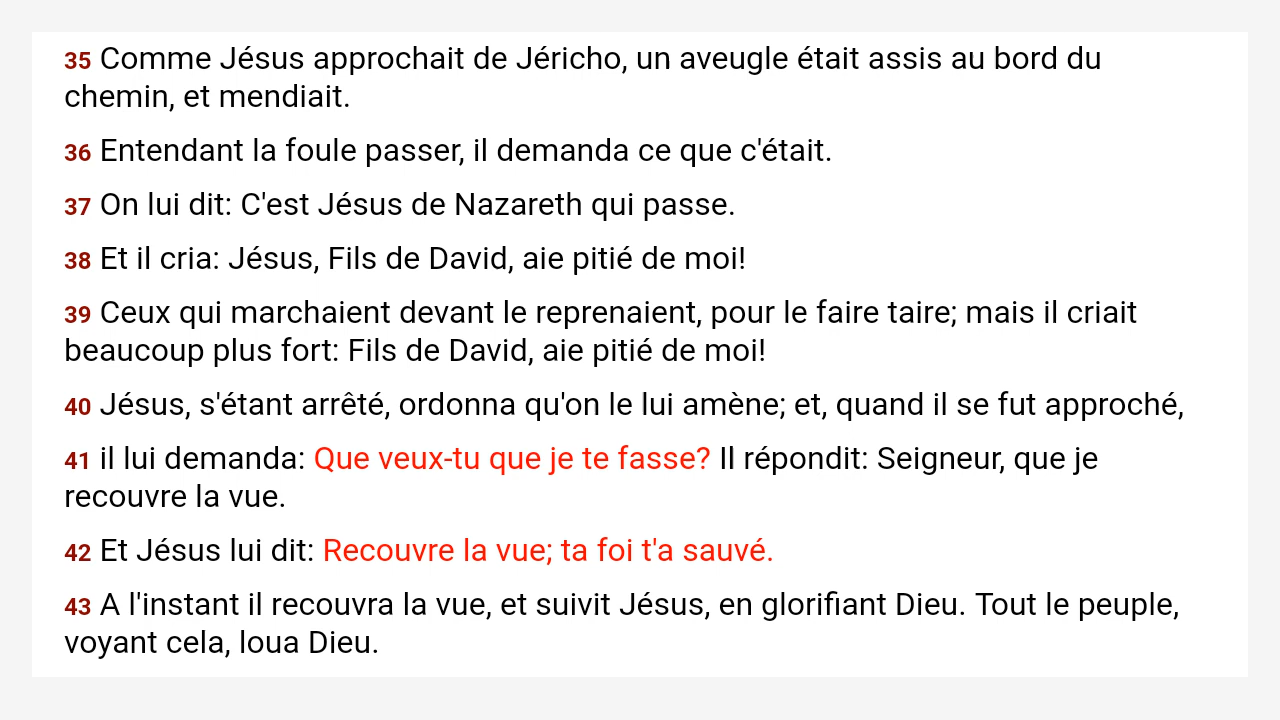 35 Comme Jésus approchait de Jéricho, un aveugle était assis au bord du
chemin, et mendiait.
36 Entendant la foule passer, il demanda ce que c'était.
37 On lui dit: C'est Jésus de Nazareth qui passe.
38 Et il cria: Jésus, Fils de David, aie pitié de moi!
39 Ceux qui marchaient devant le reprenaient, pour le faire taire; mais il criait
beaucoup plus fort: Fils de David, aie pitié de moi!
40 Jésus, s'étant arrêté, ordonna qu'on le lui amène; et, quand il se fut approché,
41 il lui demanda: Que veux-tu que je te fasse? Il répondit: Seigneur, que je
recouvre la vue.
42 Et Jésus lui dit: Recouvre la vue; ta foi t'a sauvé.
43 A l'instant il recouvra la vue, et suivit Jésus, en glorifiant Dieu. Tout le peuple,
voyant cela, loua Dieu.